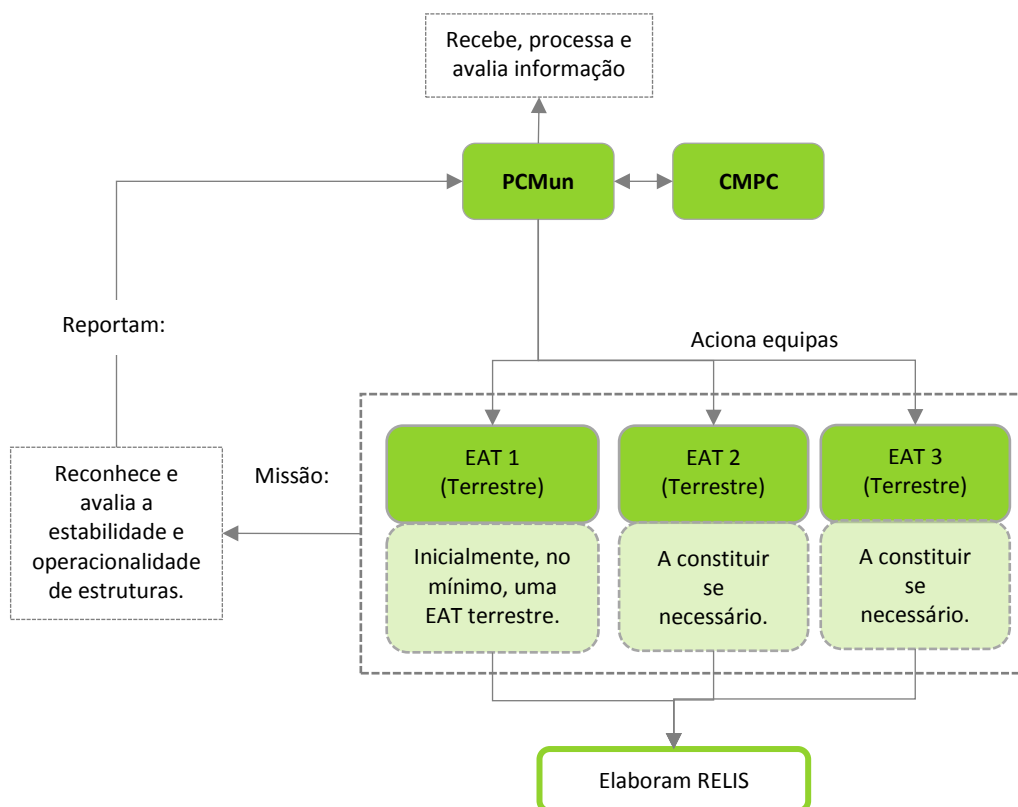 Recebe, processa e
avalia informação
PCMun
CMPC
Reportam:
Aciona equipas
EAT 1
(Terrestre)
EAT 2
(Terrestre)
EAT 3
(Terrestre)
Missão:
Reconhece e
avalia a
estabilidade e
operacionalidade
de estruturas.
Inicialmente, no
mínimo, uma
EAT terrestre.
A constituir
se
necessário.
A constituir
se
necessário.
Elaboram RELIS